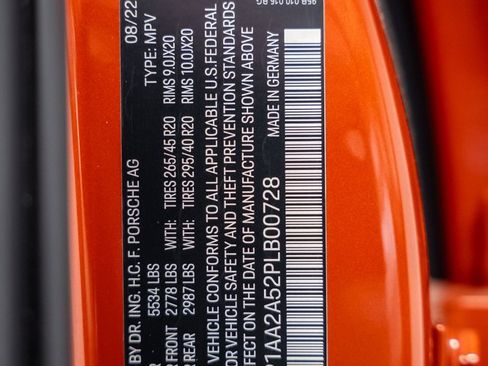 BY DR. ING. H.C. F. PORSCHE AG 08/22
5534 LBS TYPE: MPV
FRONT 2778 LBS WITH: TIRES 265/45 R20 RIMS 9.0JX20
REAR 2987 LBS WITH: TIRES 295/40 R20 RIMS 10.0JX20
VEHICLE CONFORMS TO ALL APPLICABLE U.S.FEDERAL
VEHICLE SAFETY AND THEFT PREVENTION STANDARDS
EFFECT ON THE DATE OF MANUFACTURE SHOWN ABOVE
MADE IN GERMANY
P1AA2A52PLB00728